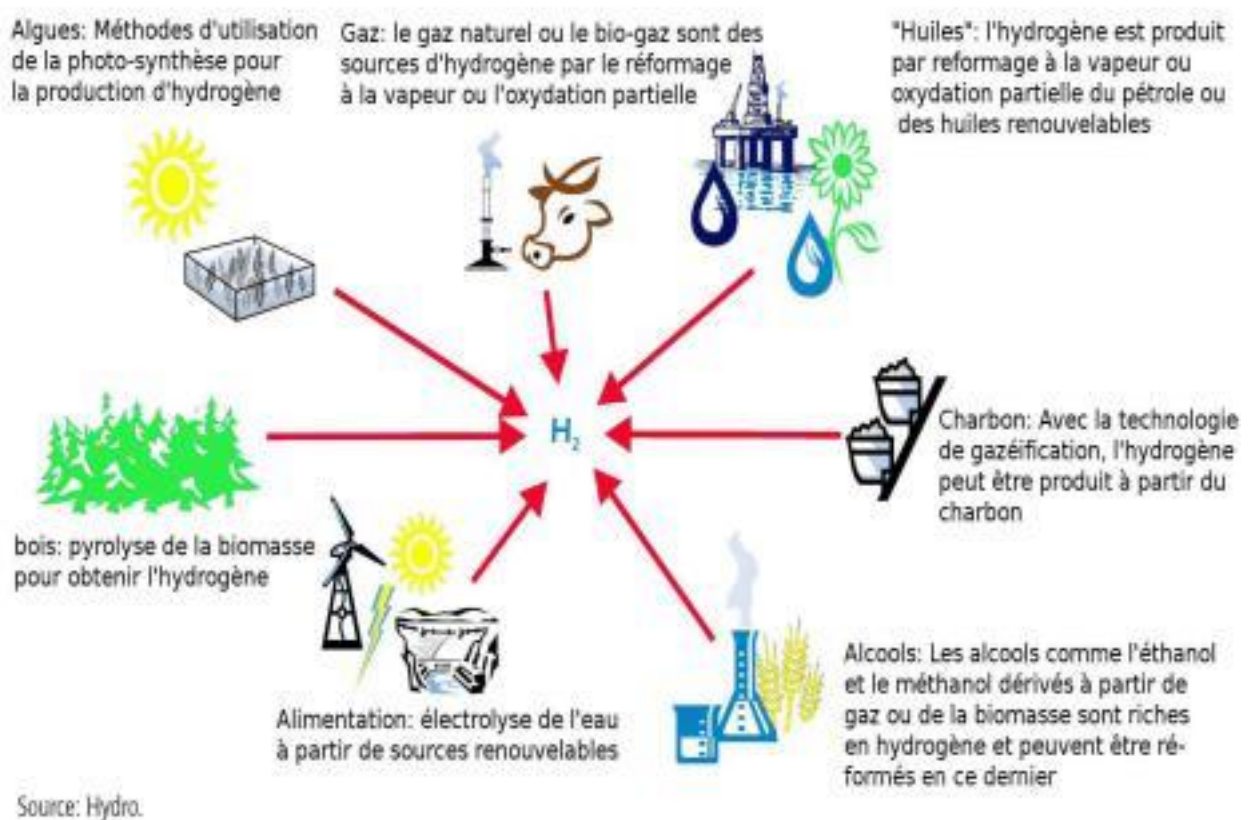 Algues: Méthodes d'utilisation
de la photo-synthèse pour
la production d'hydrogène
Gaz: le gaz naturel ou le bio-gaz sont des
sources d'hydrogène par le réformage
à la vapeur ou l'oxydation partielle
"Huiles": l'hydrogène est produit
par reformage à la vapeur ou
oxydation partielle du pétrole ou
des huiles renouvelables
H₂
Charbon: Avec la technologie
de gazéification, l'hydrogène
peut être produit à partir du
charbon
bois: pyrolyse de la biomasse
pour obtenir l'hydrogène
Alimentation: électrolyse de l'eau
à partir de sources renouvelables
Alcools: Les alcools comme l'éthanol
et le méthanol dérivés à partir de
gaz ou de la biomasse sont riches
en hydrogène et peuvent être ré-
formés en ce dernier
Source: Hydro.